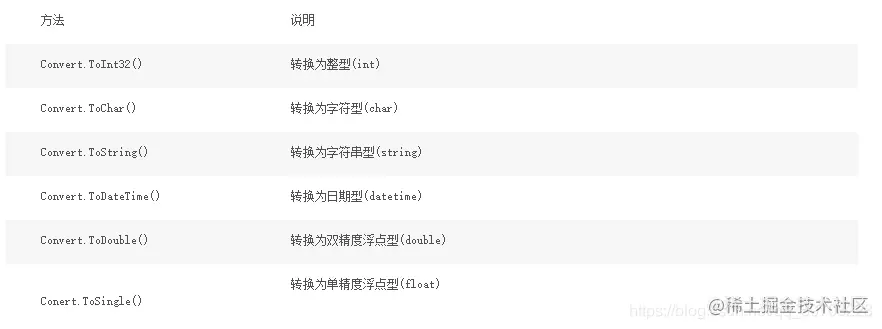 方法 说明
Convert.ToInt32() 转换为整型(int)
Convert.ToChar() 转换为字符型(char)
Convert.ToString() 转换为字符串型(string)
Convert.ToDateTime() 转换为日期型(datetime)
Convert.ToDouble() 转换为双精度浮点型(double)
转换为单精度浮点型(float)
Conert.ToSingle()
https://blog
@稀土掘金技术社区